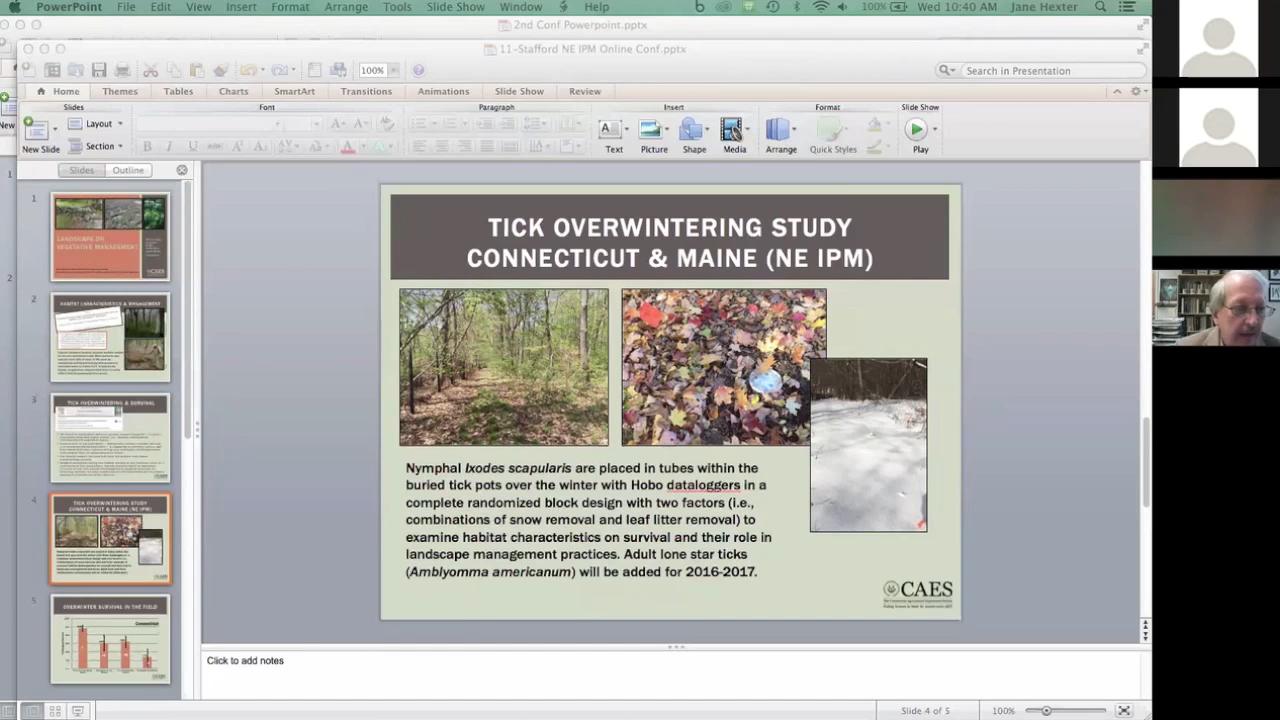 PowerPoint File Edit View Insert Format Arrange Tools Slide Show Window Help 100% Wed 10:40 AM Jane Hexter
2nd Conf Powerpoint.pptx
11-Stafford NE IPM Online Conf.pptx
100% Search in Presentation
Home Themes Tables Charts SmartArt Transitions Animations Slide Show Review
Slides Font Paragraph Insert Format Slide Show
New Slide Layout Section Text Picture Shape Media Arrange Quick Styles Play
Slides Outline
1
LANDSCAPE OR
VEGETATIVE MANAGEMENT
2
HABITAT CHARACTERISTICS & MANAGEMENT
3
TICK OVERWINTERING & SURVIVAL
4
TICK OVERWINTERING STUDY
CONNECTICUT & MAINE (NE IPM)
5
OVERWINTER SURVIVAL IN THE FIELD
Connecticut
TICK OVERWINTERING STUDY
CONNECTICUT & MAINE (NE IPM)
Nymphal Ixodes scapularis are placed in tubes within the
buried tick pots over the winter with Hobo dataloggers in a
complete randomized block design with two factors (i.e.,
combinations of snow removal and leaf litter removal) to
examine habitat characteristics on survival and their role in
landscape management practices. Adult lone star ticks
(Amblyomma americanum) will be added for 2016-2017.
CAES
Click to add notes
Slide 4 of 5 100%